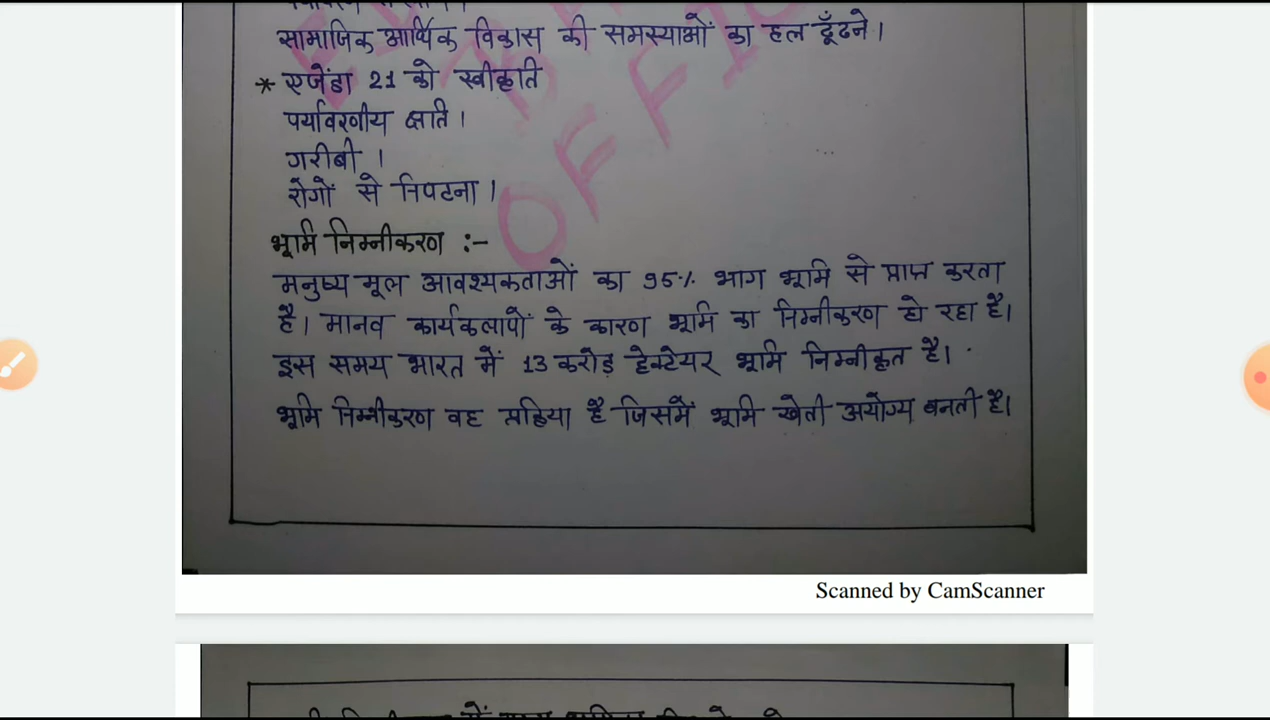 सामाजिक आर्थिक विकास की समस्याओं का हल ढूँढने।
* एजेंडा 21 को स्वीकृति
पर्यावरणीय क्षति।
गरीबी ।
रोगों से निपटना।
भूमि निम्नीकरण :-
मनुष्य मूल आवश्यकताओं का 95% भाग भूमि से प्राप्त करता
है। मानव कार्यकलापों के कारण भूमि का निम्नीकरण हो रहा है।
इस समय भारत में 13 करोड़ हेक्टेयर भूमि निम्नीकृत है।
भूमि निम्नीकरण वह प्रक्रिया है जिसमें भूमि खेती अयोग्य बनती है।
OFFIC
Scanned by CamScanner